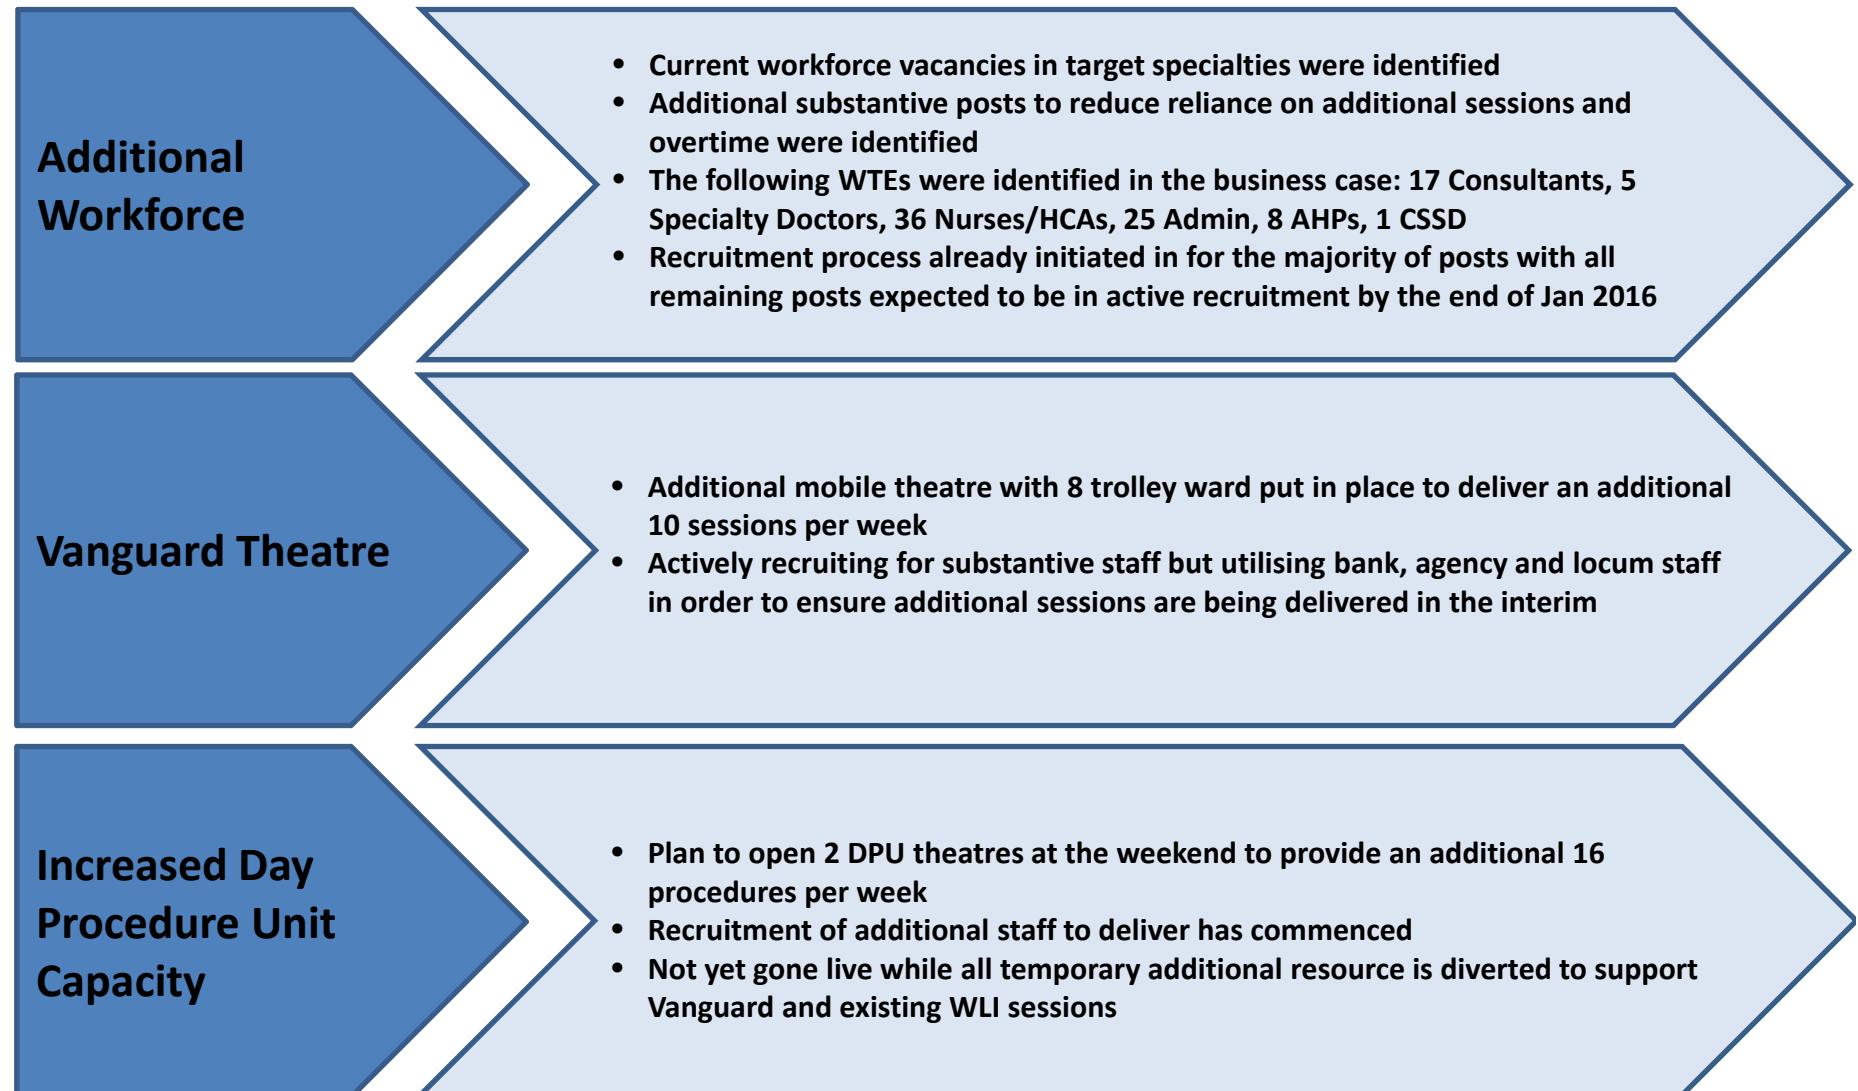 Additional
Workforce
• Current workforce vacancies in target specialties were identified
• Additional substantive posts to reduce reliance on additional sessions and
overtime were identified
• The following WTEs were identified in the business case: 17 Consultants, 5
Specialty Doctors, 36 Nurses/HCAs, 25 Admin, 8 AHPs, 1 CSSD
• Recruitment process already initiated in for the majority of posts with all
remaining posts expected to be in active recruitment by the end of Jan 2016
Vanguard Theatre
• Additional mobile theatre with 8 trolley ward put in place to deliver an additional
10 sessions per week
• Actively recruiting for substantive staff but utilising bank, agency and locum staff
in order to ensure additional sessions are being delivered in the interim
Increased Day
Procedure Unit
Capacity
• Plan to open 2 DPU theatres at the weekend to provide an additional 16
procedures per week
• Recruitment of additional staff to deliver has commenced
• Not yet gone live while all temporary additional resource is diverted to support
Vanguard and existing WLI sessions